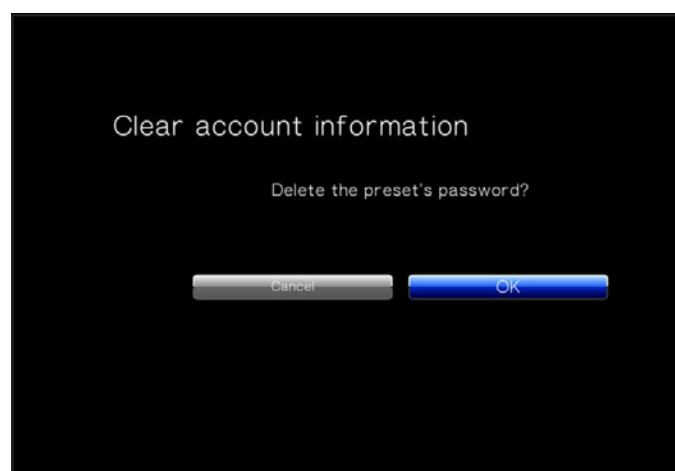 Clear account information
Delete the preset's password?
Cancel
OK